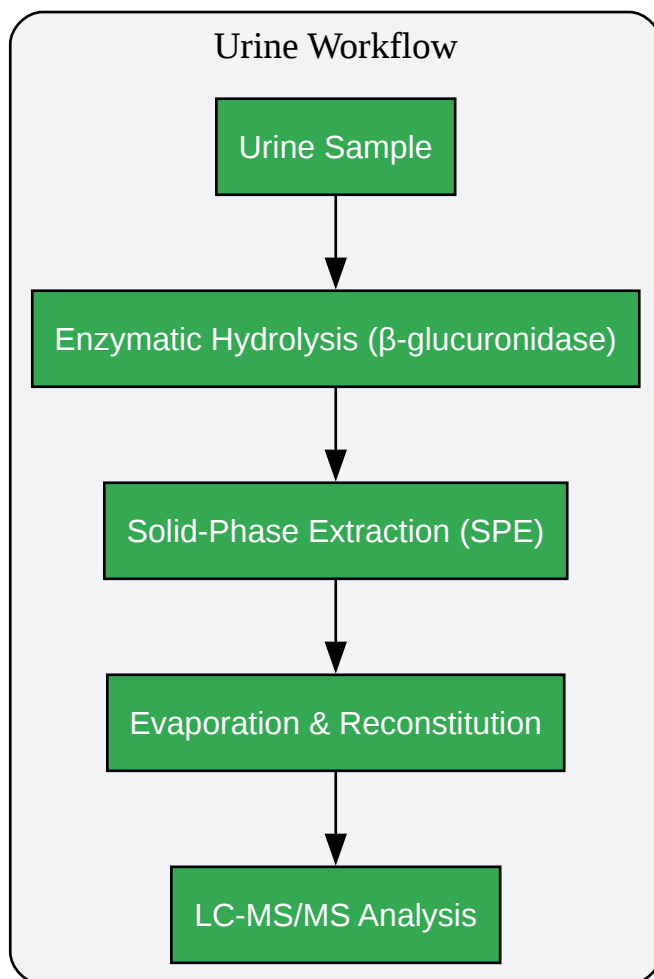 Urine Workflow
Urine Sample
Enzymatic Hydrolysis (β-glucuronidase)
Solid-Phase Extraction (SPE)
Evaporation & Reconstitution
LC-MS/MS Analysis